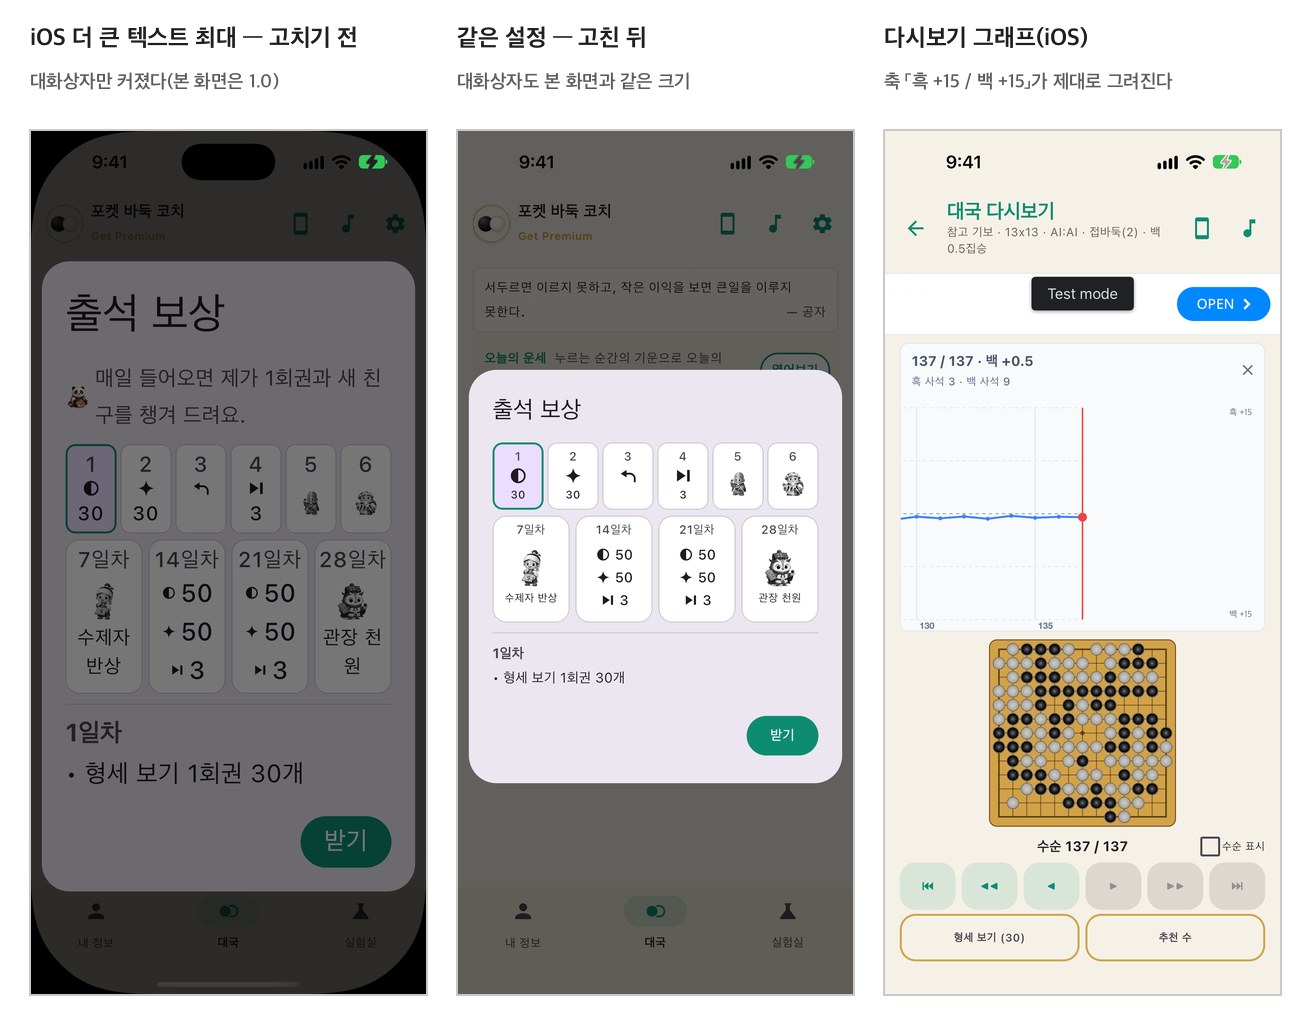 iOS 더 큰 텍스트 최대 — 고치기 전
대화상자만 커졌다(본 화면은 1.0)
9:41
포켓 바둑 코치
Get Premium
출석 보상
매일 들어오면 제가 1회권과 새 친
구를 챙겨 드려요.
1 2 3 4 5 6
30 30 3
7일차 14일차 21일차 28일차
50 50
50 50
수제자 반상
3 3
관장 천원
1일차
• 형세 보기 1회권 30개
받기
내 정보 대국 실험실
같은 설정 — 고친 뒤
대화상자도 본 화면과 같은 크기
9:41
포켓 바둑 코치
Get Premium
서두르면 이르지 못하고, 작은 이익을 보면 큰일을 이루지
못한다. — 공자
오늘의 운세 누르는 순간의 기운으로 오늘의
열어보기
출석 보상
1 2 3 4 5 6
30 30 3
7일차 14일차 21일차 28일차
50 50
50 50
수제자 반상 3 3 관장 천원
1일차
• 형세 보기 1회권 30개
받기
내 정보 대국 실험실
다시보기 그래프(iOS)
축「흑 +15 / 백 +15」가 제대로 그려진다
9:41
대국 다시보기
참고 기보 · 13x13 · AI:AI · 접바둑(2) · 백
0.5집승
Test mode
OPEN
137 / 137 · 백 +0.5
흑 사석 3 · 백 사석 9
흑 +15
백 +15
130 135
수순 137 / 137
수순 표시
형세 보기 (30)
추천 수